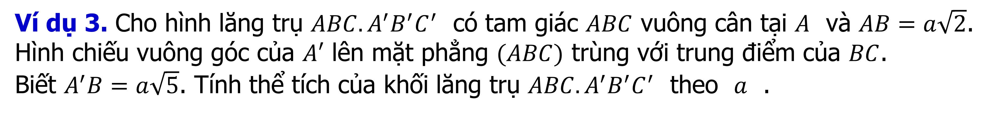 Ví dụ 3. Cho hình lăng trụ ABC.A′B′C′ có tam giác ABC vuông cân tại A và AB = a√2.
Hình chiếu vuông góc của A′ lên mặt phẳng (ABC) trùng với trung điểm của BC.
Biết A′B = a√5. Tính thể tích của khối lăng trụ ABC.A′B′C′ theo a .